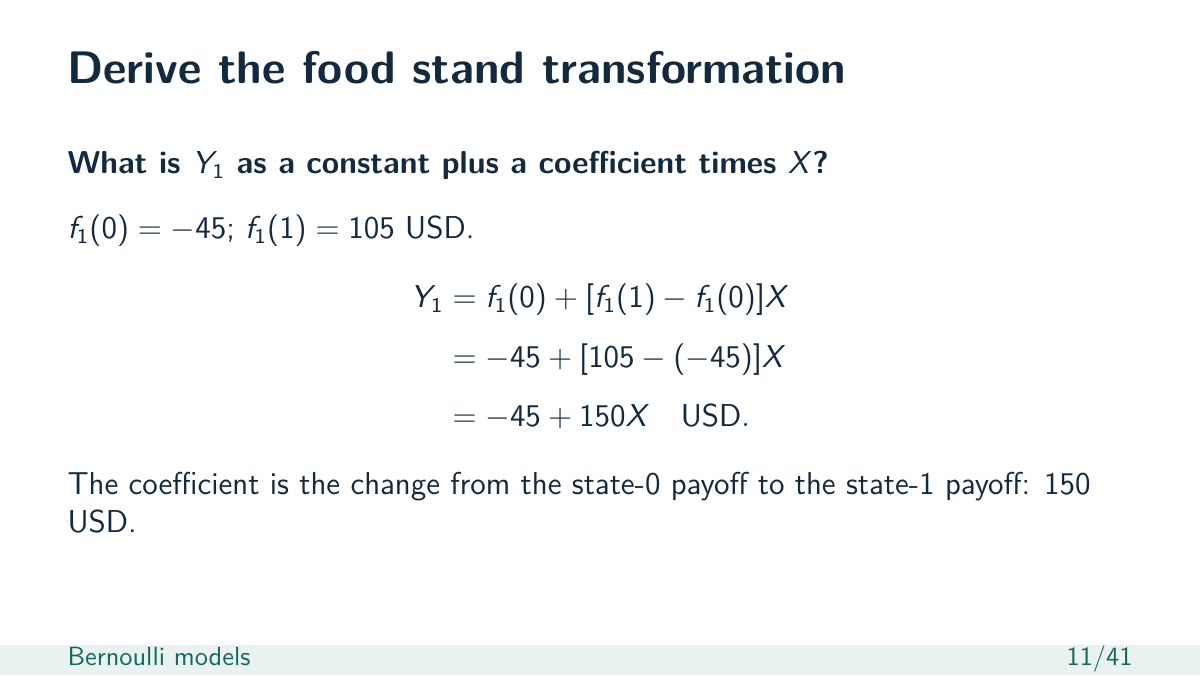 Derive the food stand transformation
What is Y₁ as a constant plus a coefficient times X?
f₁(0) = −45; f₁(1) = 105 USD.
Y₁ = f₁(0) + [f₁(1) − f₁(0)]X
= −45 + [105 − (−45)]X
= −45 + 150X USD.
The coefficient is the change from the state-0 payoff to the state-1 payoff: 150
USD.
Bernoulli models 11/41